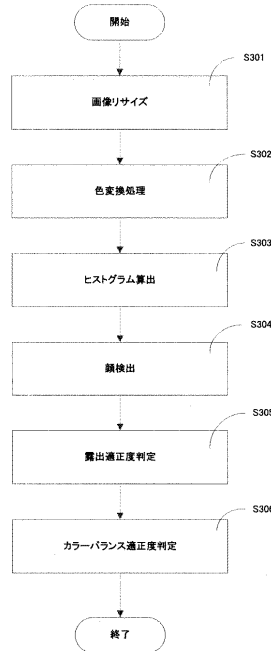 開始
S301
画像リサイズ
S302
色変換処理
S303
ヒストグラム算出
S304
顔検出
S305
露出適正度判定
S306
カラーバランス適正度判定
終了